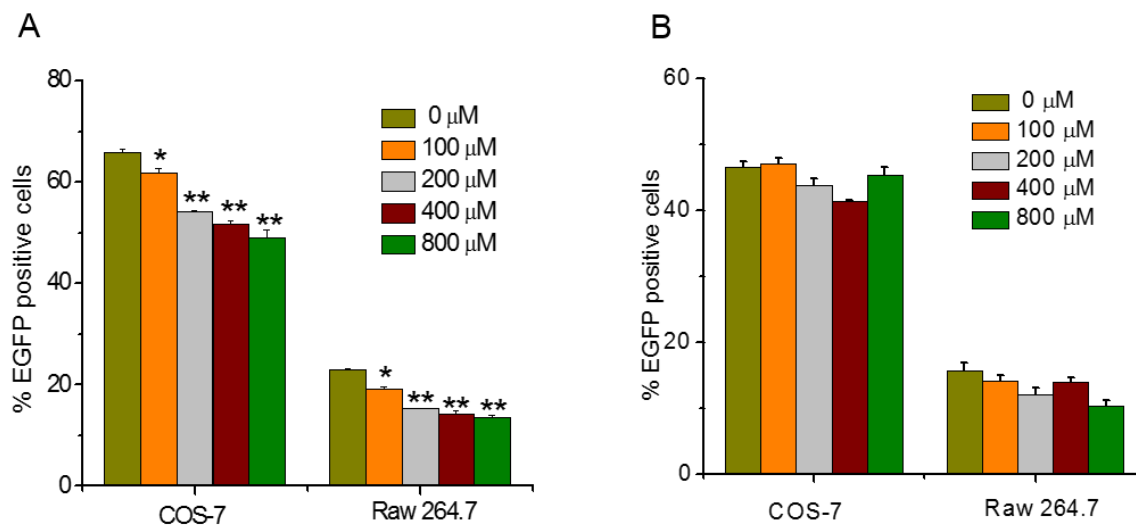 A
% EGFP positive cells
80
60
40
20
0
0 μM
100 μM
200 μM
400 μM
800 μM
*
**
**
**
*
**
**
**
COS-7
Raw 264.7
B
% EGFP positive cells
60
40
20
0
0 μM
100 μM
200 μM
400 μM
800 μM
COS-7
Raw 264.7